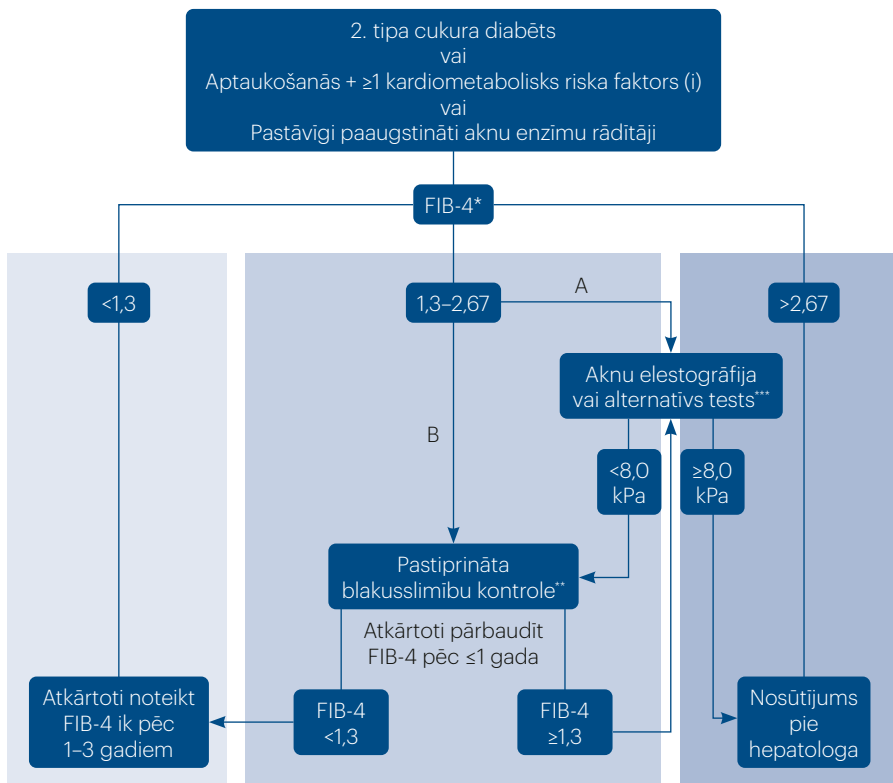 2. tipa cukura diabēts
vai
Aptaukošanās + ≥1 kardiometabolisks riska faktors (i)
vai
Pastāvīgi paaugstināti aknu enzīmu rādītāji
FIB-4*
<1,3
1,3–2,67
A
>2,67
Aknu elestogrāfija
vai alternatīvs tests***
B
<8,0
kPa
≥8,0
kPa
Pastiprināta
blakusslimību kontrole**
Atkārtoti pārbaudīt
FIB-4 pēc ≤1 gada
Atkārtoti noteikt
FIB-4 ik pēc
1–3 gadiem
FIB-4
<1,3
FIB-4
≥1,3
Nosūtījums
pie
hepatologa